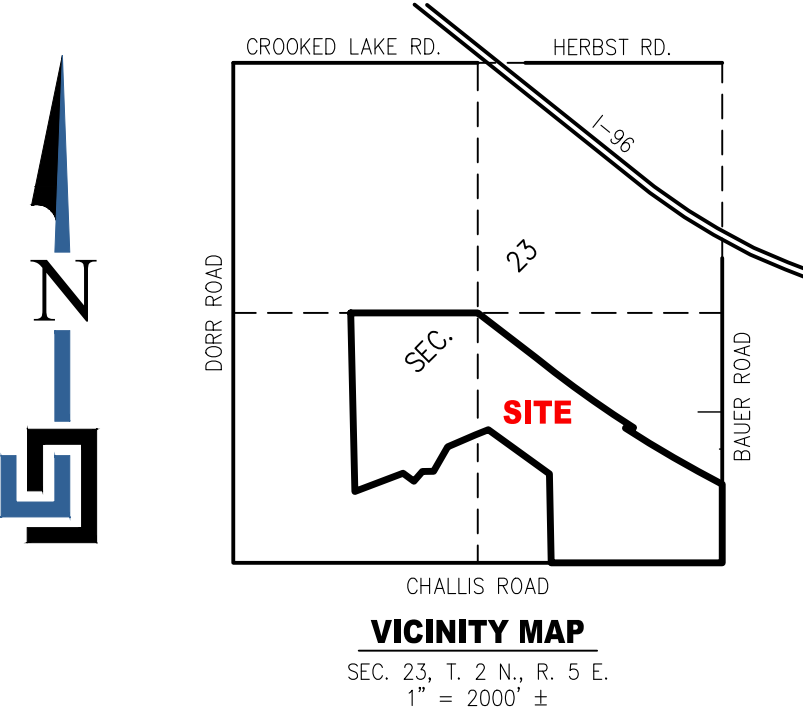 CROOKED LAKE RD.
HERBST RD.
I-96
N
23
DORR ROAD
SEC.
BAUER ROAD
SITE
CHALLIS ROAD
VICINITY MAP
SEC. 23, T. 2 N., R. 5 E.
1" = 2000' ±